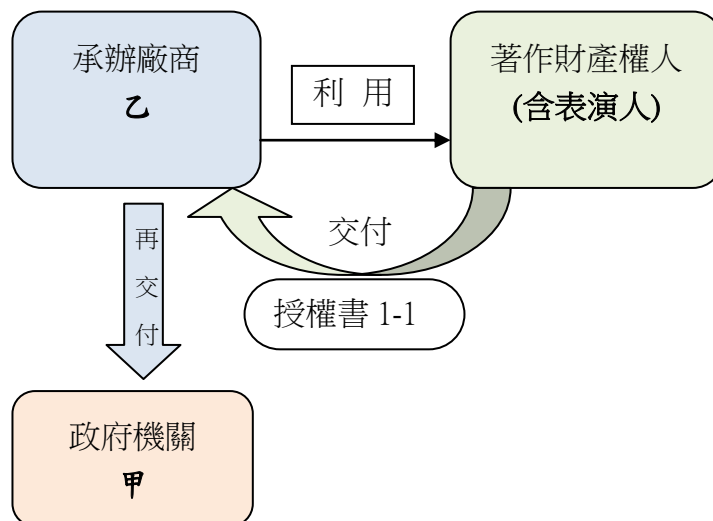 承辦廠商
乙
利 用
著作財產權人
(含表演人)
交付
授權書 1-1
再
交
付
政府機關
甲